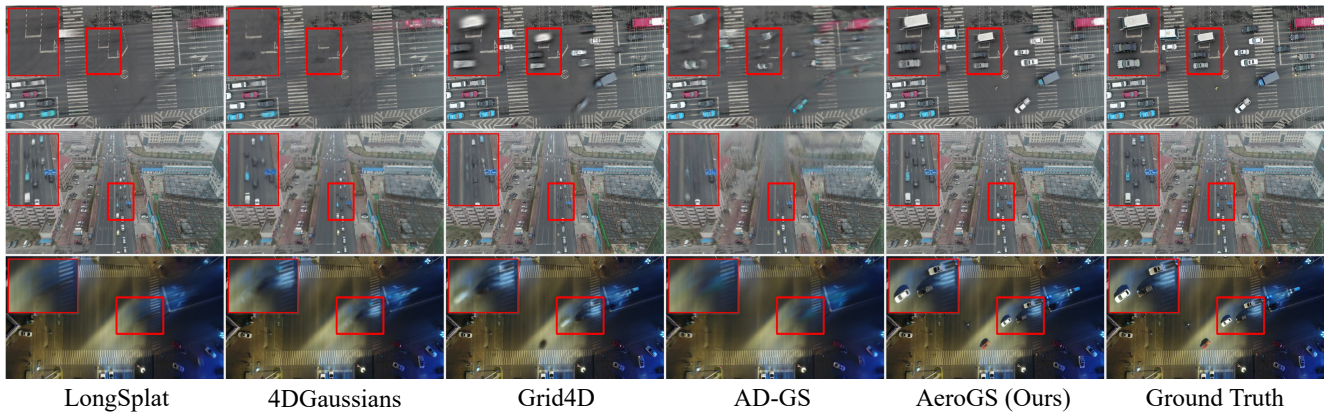 LongSplat
4DGaussians
Grid4D
AD-GS
AeroGS (Ours)
Ground Truth